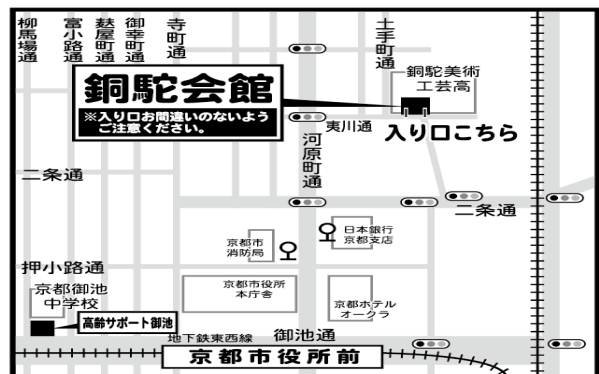 柳馬場通
富小路通
麸屋町通
御幸町通
寺町通
土手町通
銅駝美術
工芸高
銅駝会館
※入り口お間違いのないよう
ご注意ください。
夷川通
入り口こちら
河原町通
二条通
二条通
日本銀行
京都支店
京都市
消防局
押小路通
京都御池
中学校
京都市役所
本庁舎
京都ホテル
オークラ
高齢サポート御池
地下鉄東西線
御池通
京都市役所前